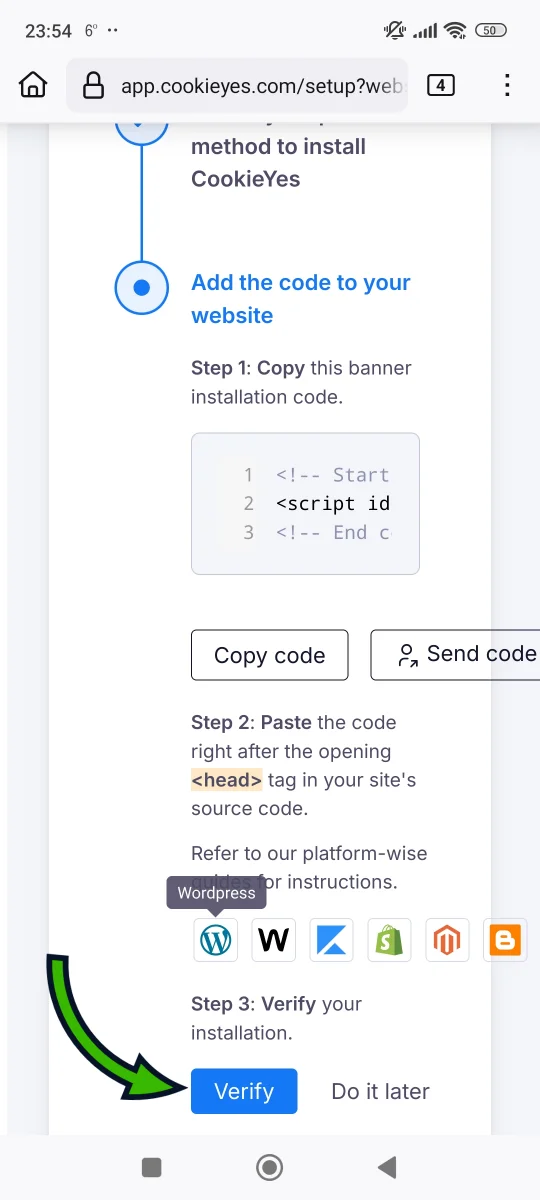 23:54 6°
50
app.cookieyes.com/setup?web
4
method to install
CookieYes
Add the code to your
website
Step 1: Copy this banner
installation code.
1 <!-- Start
2 <script id
3 <!-- End c
Copy code
Send code
Step 2: Paste the code
right after the opening
<head> tag in your site's
source code.
Refer to our platform-wise
guides for instructions.
Wordpress
Step 3: Verify your
installation.
Verify
Do it later